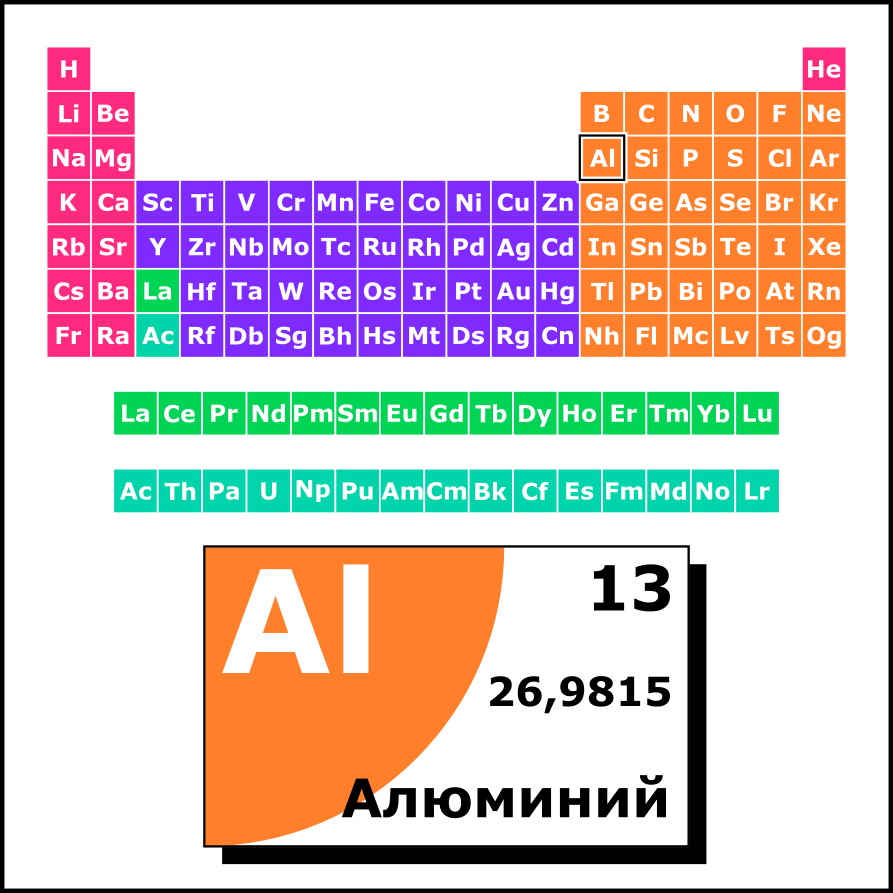 H He
Li Be B C N O F Ne
Na Mg Al Si P S Cl Ar
K Ca Sc Ti V Cr Mn Fe Co Ni Cu Zn Ga Ge As Se Br Kr
Rb Sr Y Zr Nb Mo Tc Ru Rh Pd Ag Cd In Sn Sb Te I Xe
Cs Ba La Hf Ta W Re Os Ir Pt Au Hg Tl Pb Bi Po At Rn
Fr Ra Ac Rf Db Sg Bh Hs Mt Ds Rg Cn Nh Fl Mc Lv Ts Og
La Ce Pr Nd Pm Sm Eu Gd Tb Dy Ho Er Tm Yb Lu
Ac Th Pa U Np Pu Am Cm Bk Cf Es Fm Md No Lr
Al 13
26,9815
Алюминий